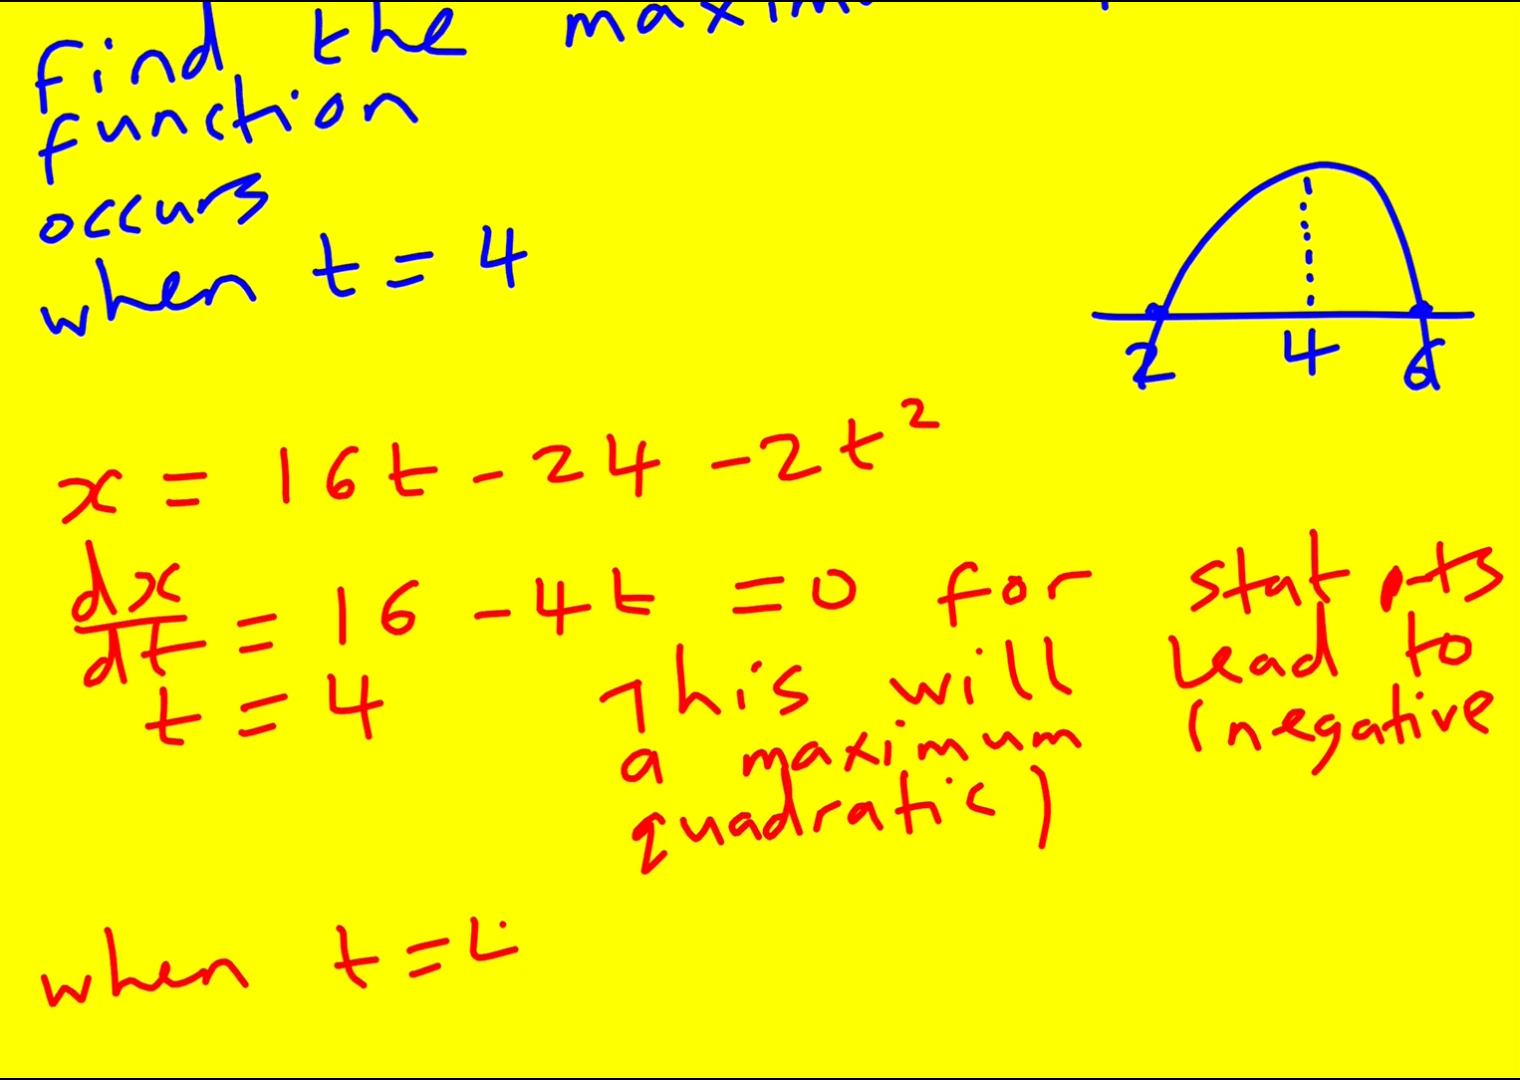 find the
function
occurs
when t = 4
2 4 6
x = 16t - 24 - 2t²
dx/dt = 16 - 4t = 0 for stat pts
t = 4 This will lead to
a maximum (negative
quadratic)
when t =